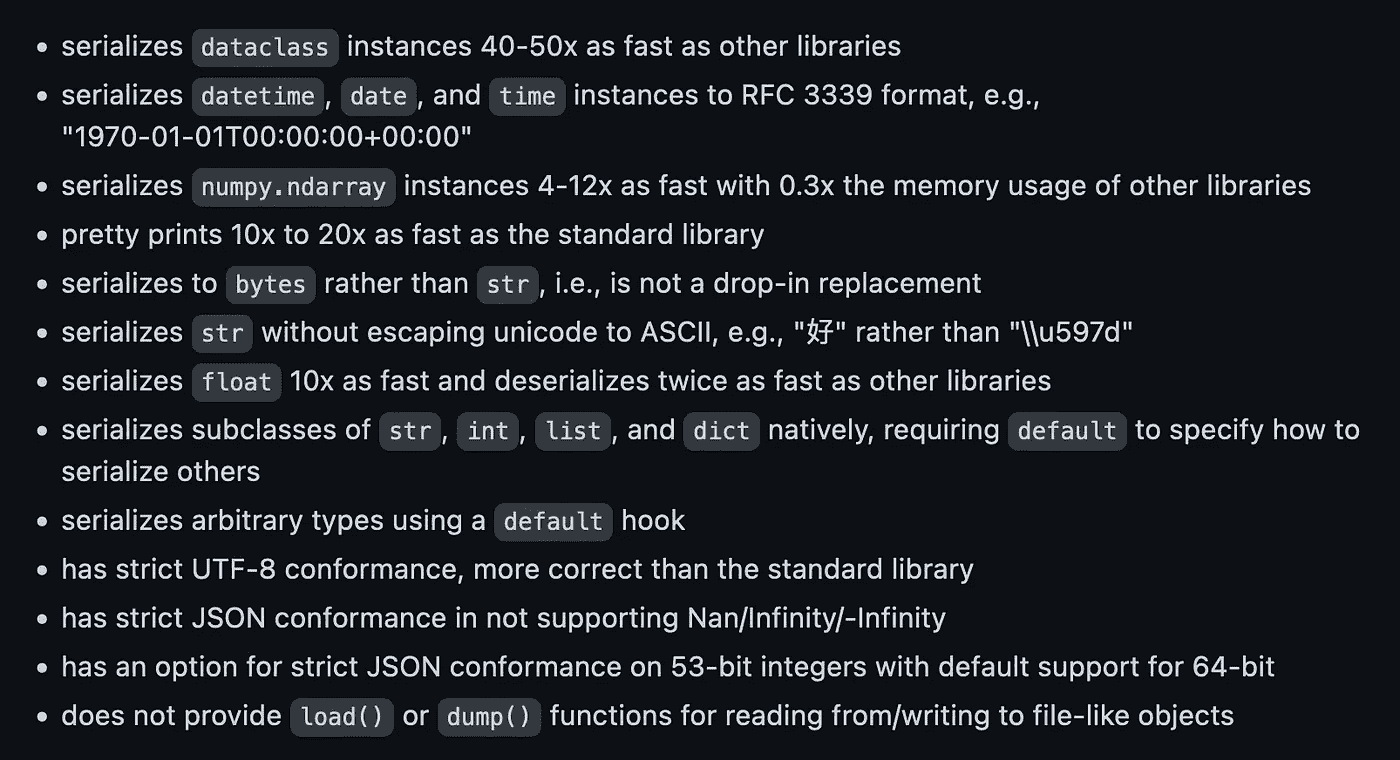 • serializes dataclass instances 40-50x as fast as other libraries
• serializes datetime, date, and time instances to RFC 3339 format, e.g.,
"1970-01-01T00:00:00+00:00"
• serializes numpy.ndarray instances 4-12x as fast with 0.3x the memory usage of other libraries
• pretty prints 10x to 20x as fast as the standard library
• serializes to bytes rather than str, i.e., is not a drop-in replacement
• serializes str without escaping unicode to ASCII, e.g., "好" rather than "\\u597d"
• serializes float 10x as fast and deserializes twice as fast as other libraries
• serializes subclasses of str, int, list, and dict natively, requiring default to specify how to
serialize others
• serializes arbitrary types using a default hook
• has strict UTF-8 conformance, more correct than the standard library
• has strict JSON conformance in not supporting Nan/Infinity/-Infinity
• has an option for strict JSON conformance on 53-bit integers with default support for 64-bit
• does not provide load() or dump() functions for reading from/writing to file-like objects